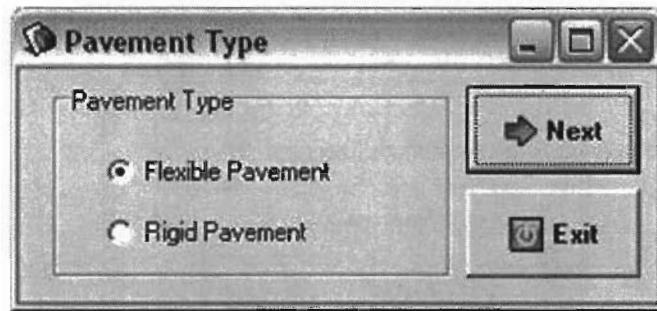 Pavement Type
Pavement Type
Flexible Pavement
Rigid Pavement
Next
Exit